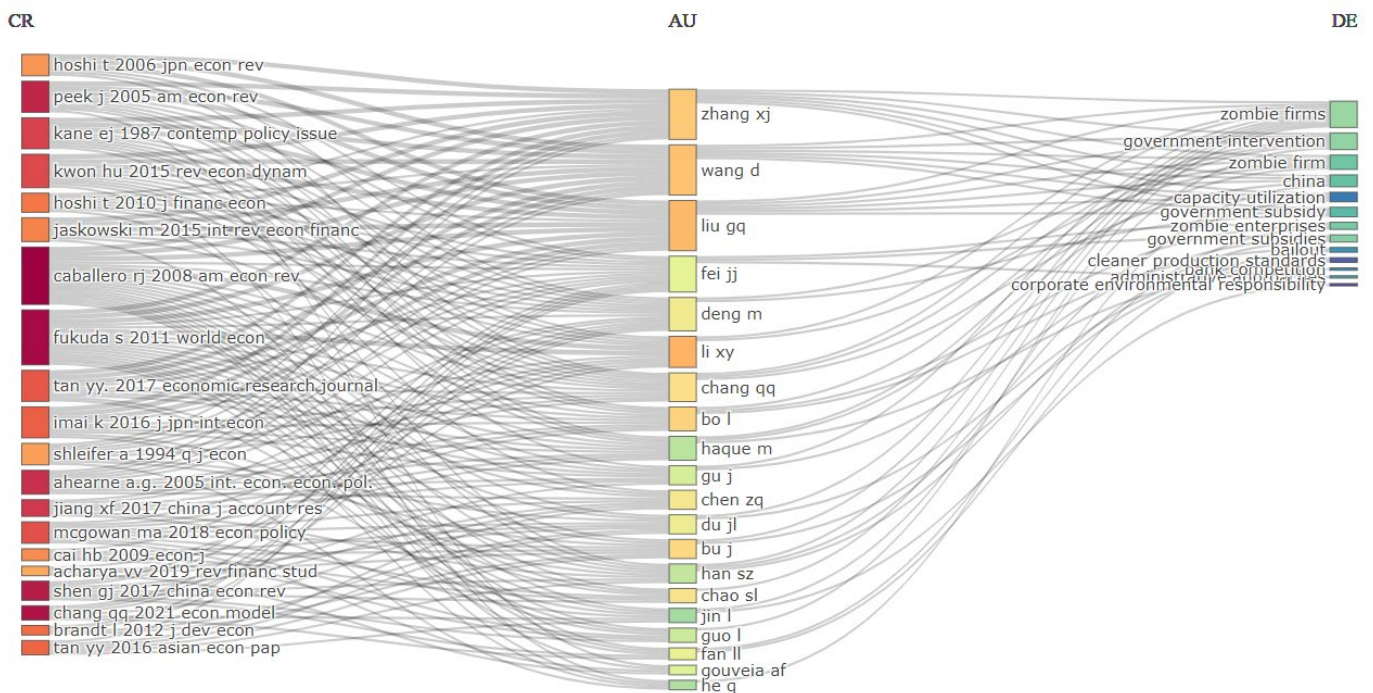 CR
AU
DE
hoshi t 2006 jpn econ rev
peek j 2005 am econ rev
kane ej 1987 contemp policy issue
kwon hu 2015 rev econ dynam
hoshi t 2010 j financ econ
jaskowski m 2015 int rev econ financ
caballero rj 2008 am econ rev
fukuda s 2011 world econ
tan yy. 2017 economic research journal
imai k 2016 j jpn int econ
shleifer a 1994 q j econ
ahearne a.g. 2005 int. econ. econ. pol.
jiang xf 2017 china j account res
mcgowan ma 2018 econ policy
cai hb 2009 econ j
acharya vv 2019 rev financ stud
shen gj 2017 china econ rev
chang qq 2021 econ model
brandt l 2012 j dev econ
tan yy 2016 asian econ pap
zhang xj
wang d
liu gq
fei jj
deng m
li xy
chang qq
bo l
haque m
gu j
chen zq
du jl
bu j
han sz
chao sl
jin l
guo l
fan ll
gouveia af
he q
zombie firms
government intervention
zombie firm
china
capacity utilization
government subsidy
zombie enterprises
government subsidies
bailout
cleaner production standards
bank competition
administrative
corporate environmental responsibility